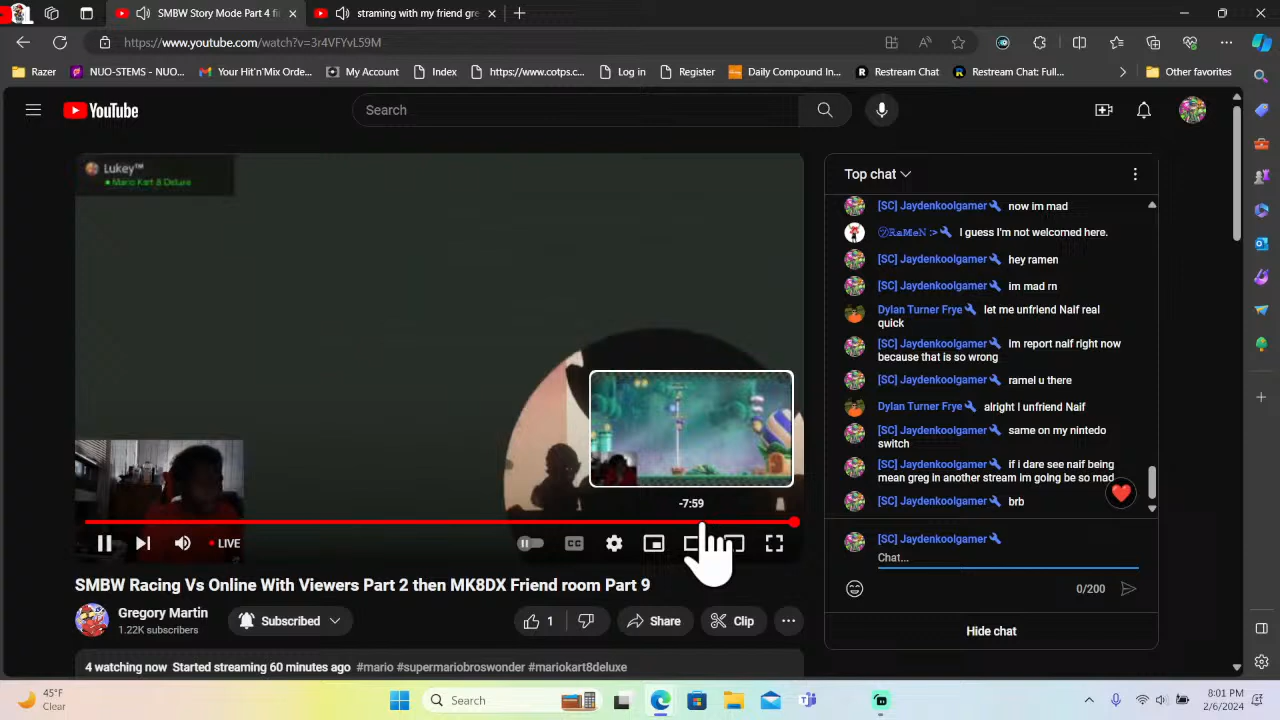 SMBW Story Mode Part 4 fi
straming with my best frend gre
https://www.youtube.com/watch?v=3r4VFYvL59M
Razer
NUO-STEMS - NUO...
Your Hit'n'Mix Orde...
My Account
Index
https://www.cotps.c...
Log in
Register
Daily Compound In...
Restream Chat
Restream Chat: Full...
Other favorites
YouTube
Search
Lukey™
Mario Kart 8 Deluxe
-7:59
LIVE
SMBW Racing Vs Online With Viewers Part 2 then MK8DX Friend room Part 9
Gregory Martin
1.22K subscribers
Subscribed
1
Share
Clip
4 watching now Started streaming 60 minutes ago #mario #supermariobroswonder #mariokart8deluxe
Top chat
[SC] Jaydenkoolgamer now im mad
RaMeN :> I guess I'm not welcomed here.
[SC] Jaydenkoolgamer hey ramen
[SC] Jaydenkoolgamer im mad rn
Dylan Turner Frye let me unfriend Naif real
quick
[SC] Jaydenkoolgamer Im report naif right now
because that is so wrong
[SC] Jaydenkoolgamer ramel u there
Dylan Turner Frye alright I unfriend Naif
[SC] Jaydenkoolgamer same on my nintedo
switch
[SC] Jaydenkoolgamer if i dare see naif being
mean greg in another stream im going be so mad
[SC] Jaydenkoolgamer brb
[SC] Jaydenkoolgamer
Chat...
0/200
Hide chat
45°F
Clear
Search
8:01 PM
2/6/2024